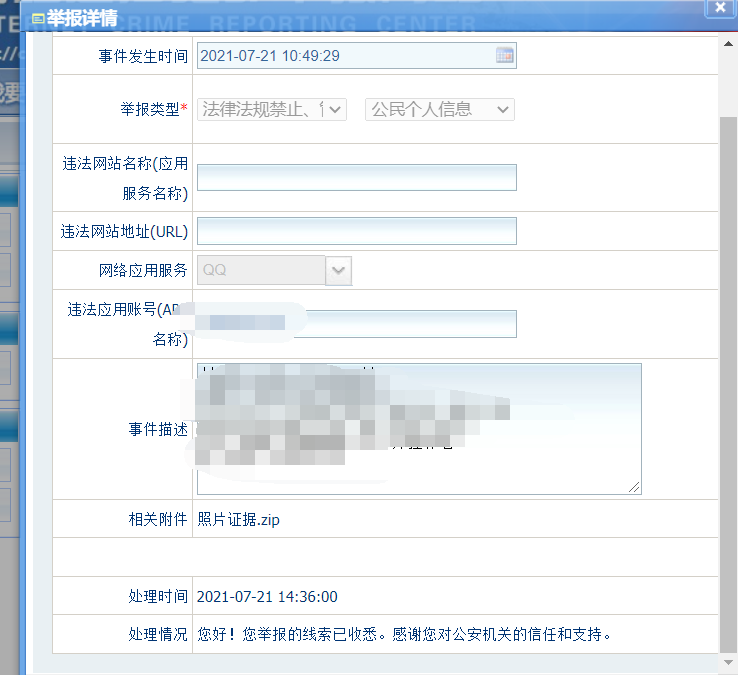 举报详情
INTERNET CRIME REPORTING CENTER
事件发生时间 2021-07-21 10:49:29
举报类型* 法律法规禁止、 公民个人信息
违法网站名称(应用
服务名称)
违法网站地址(URL)
网络应用服务 QQ
违法应用账号(AP
名称)
事件描述
相关附件 照片证据.zip
处理时间 2021-07-21 14:36:00
处理情况 您好！您举报的线索已收悉。感谢您对公安机关的信任和支持。